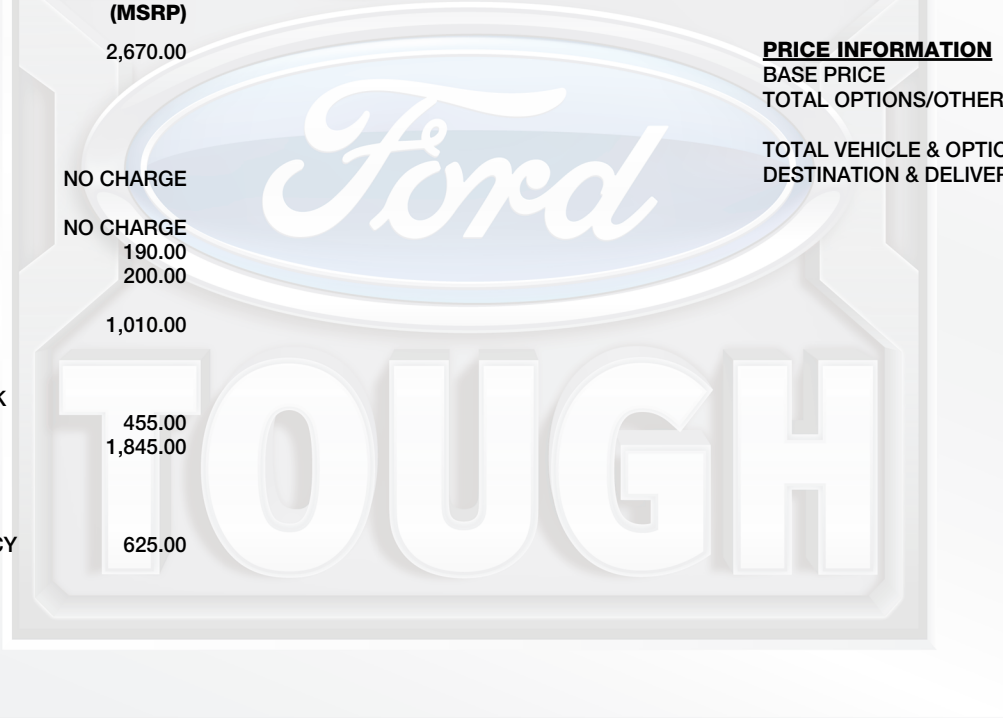 (MSRP)
2,670.00
NO CHARGE
NO CHARGE
190.00
200.00
1,010.00
K
455.00
1,845.00
CY
625.00
PRICE INFORMATION
BASE PRICE
TOTAL OPTIONS/OTHER
TOTAL VEHICLE & OPTIO
DESTINATION & DELIVER
Ford
TOUGH